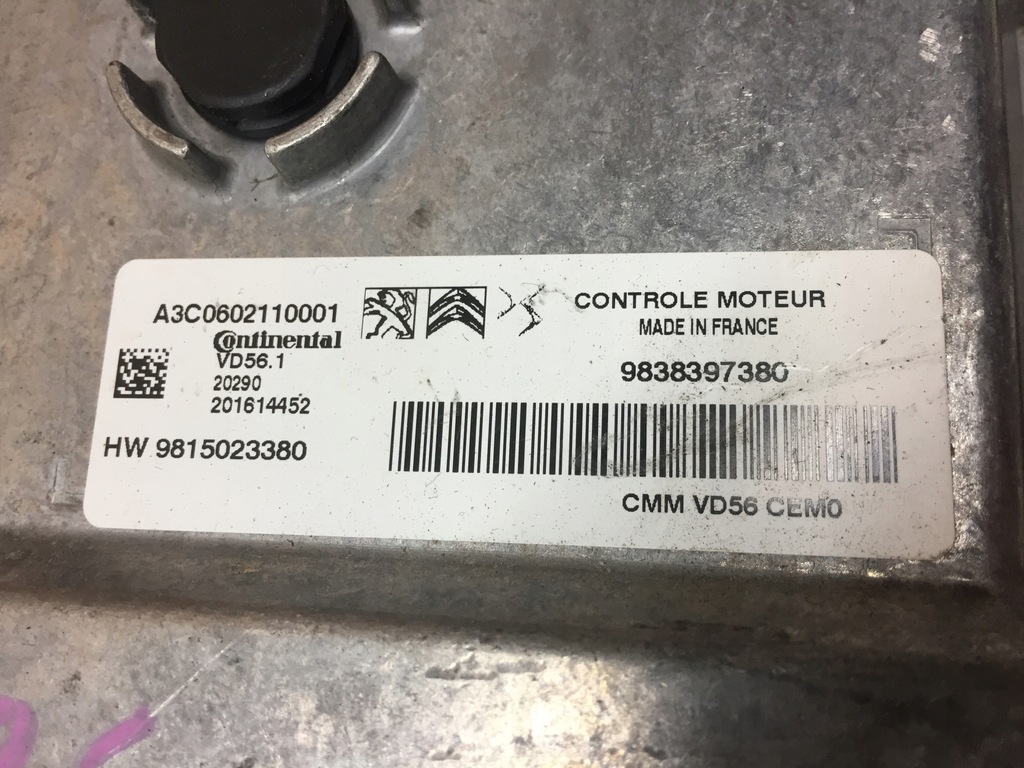 A3C0602110001
Continental
VD56.1
20290
201614452
HW 9815023380
CONTROLE MOTEUR
MADE IN FRANCE
9838397380
CMM VD56 CEM0